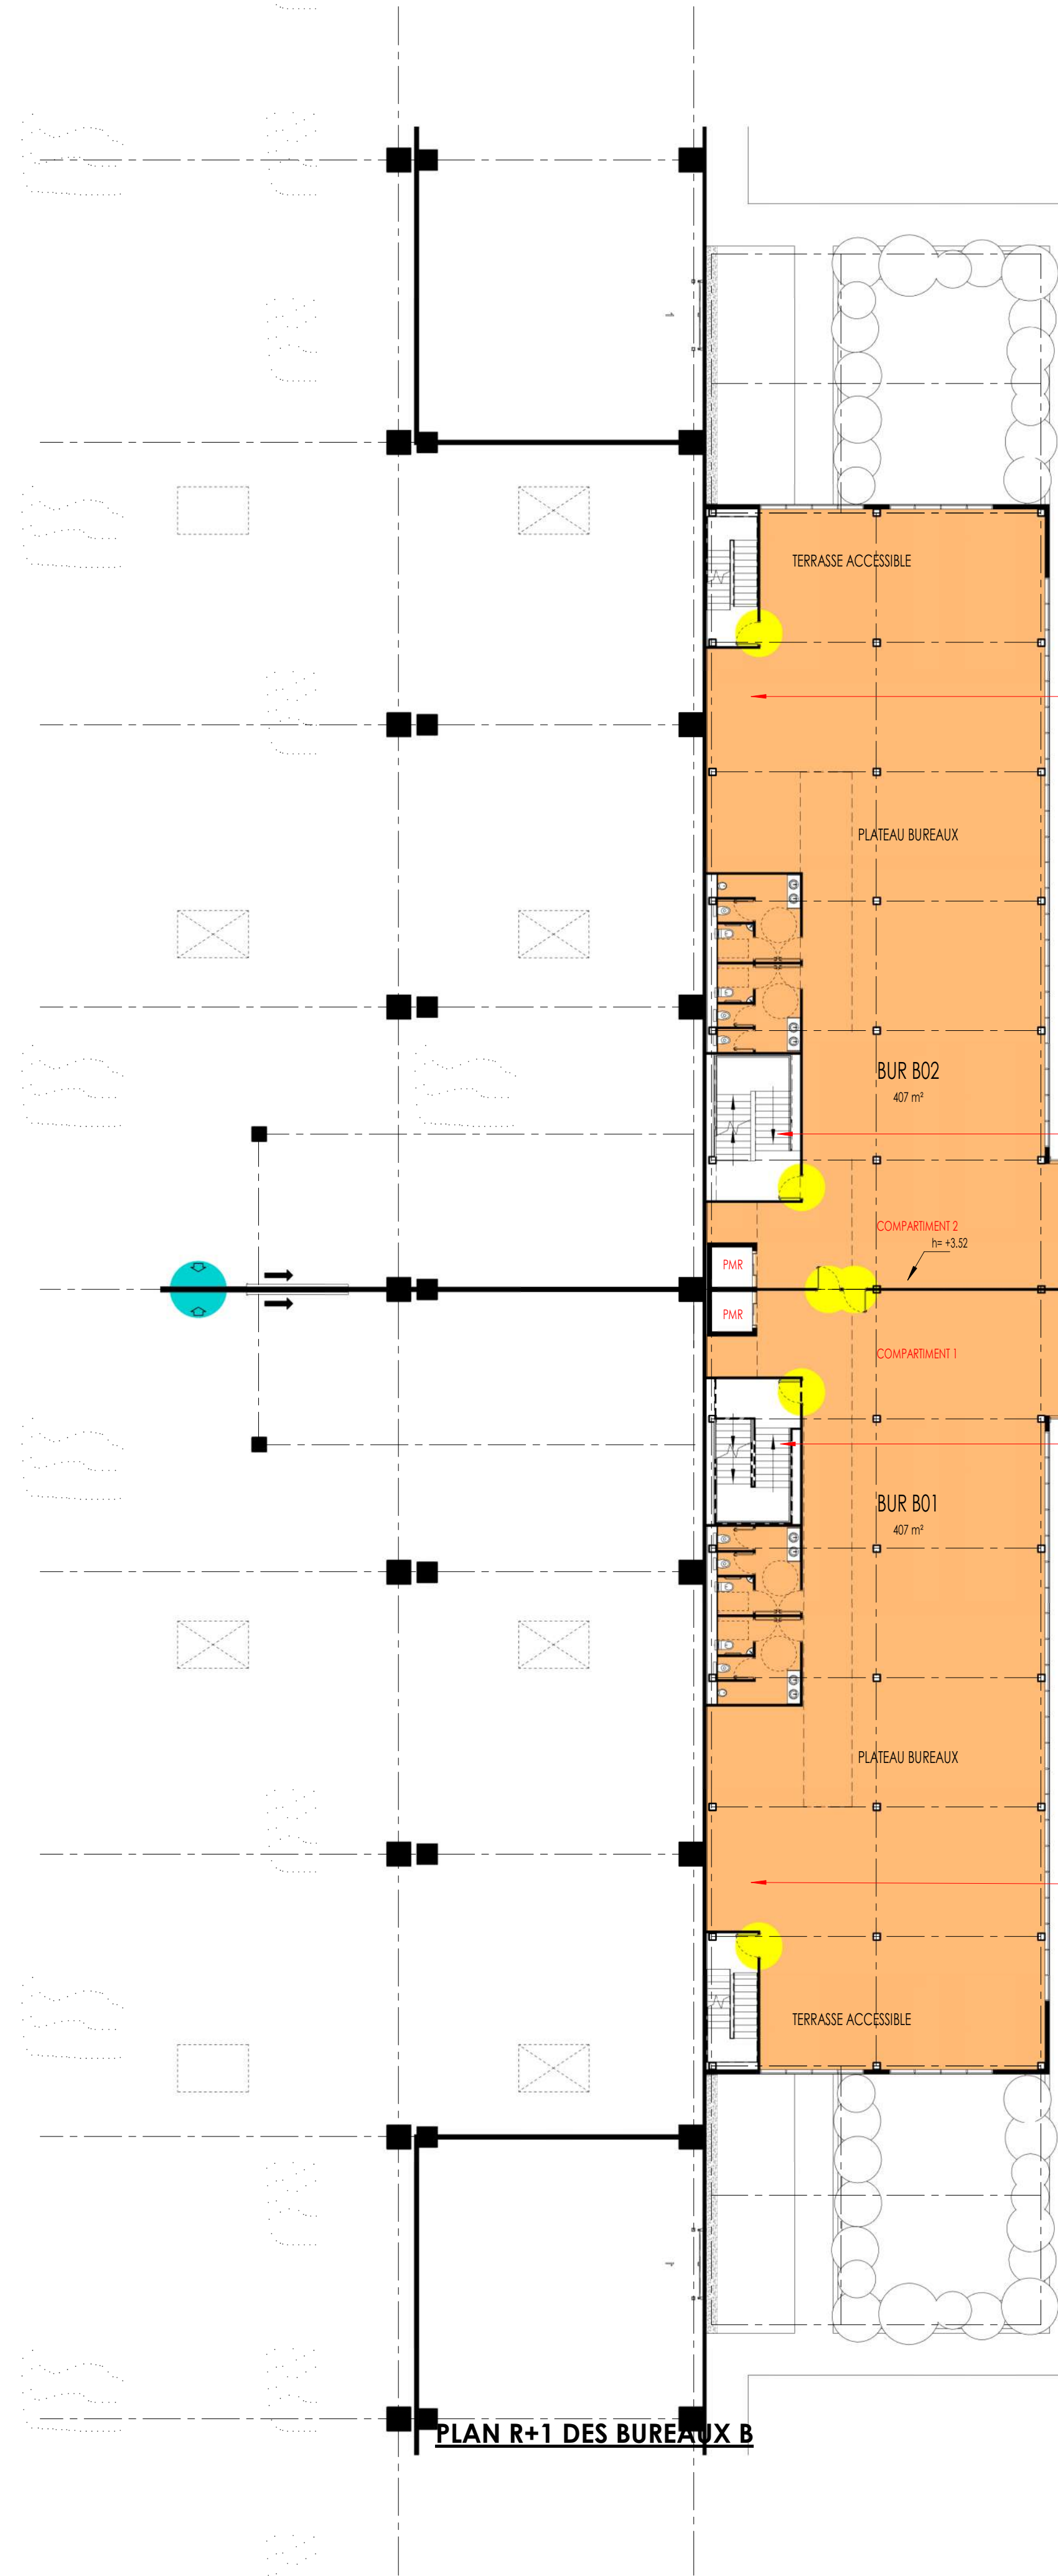 TERRASSE ACCESSIBLE
PLATEAU BUREAUX
BUR B02
407 m²
COMPARTIMENT 2
h= +3.52
PMR
PMR
COMPARTIMENT 1
BUR B01
407 m²
PLATEAU BUREAUX
TERRASSE ACCESSIBLE
PLAN R+1 DES BUREAUX B